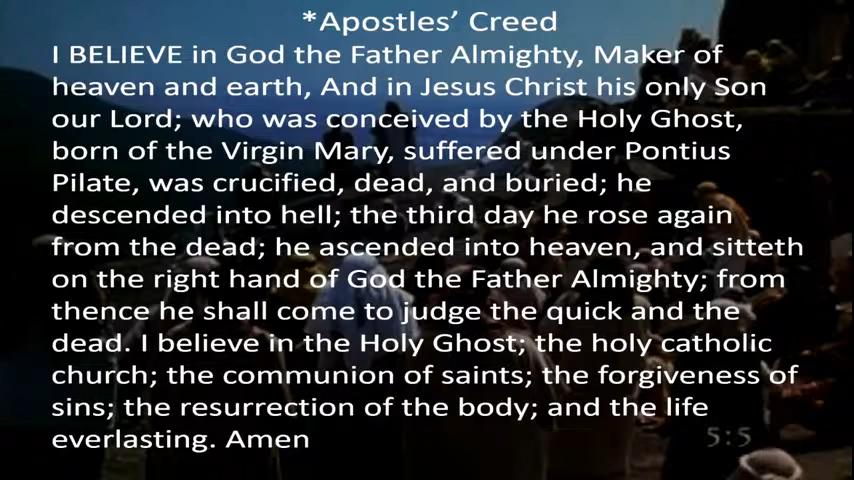 *Apostles’ Creed
I BELIEVE in God the Father Almighty, Maker of
heaven and earth, And in Jesus Christ his only Son
our Lord; who was conceived by the Holy Ghost,
born of the Virgin Mary, suffered under Pontius
Pilate, was crucified, dead, and buried; he
descended into hell; the third day he rose again
from the dead; he ascended into heaven, and sitteth
on the right hand of God the Father Almighty; from
thence he shall come to judge the quick and the
dead. I believe in the Holy Ghost; the holy catholic
church; the communion of saints; the forgiveness of
sins; the resurrection of the body; and the life
everlasting. Amen
5:5